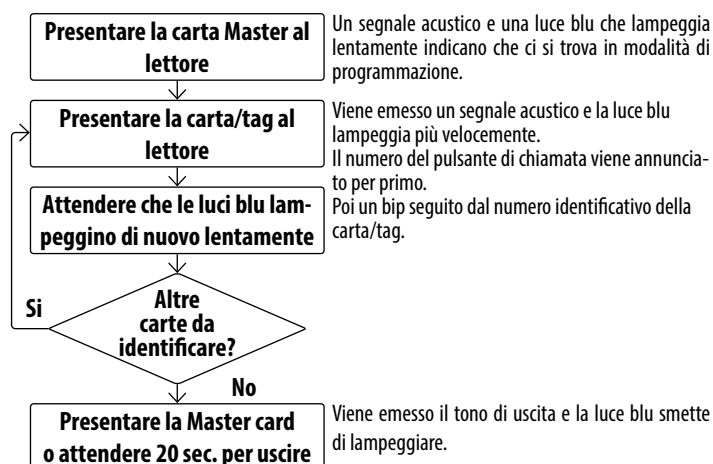 Presentare la carta Master al
lettore
Un segnale acustico e una luce blu che lampeggia
lentamente indicano che ci si trova in modalità di
programmazione.
Presentare la carta/tag al
lettore
Viene emesso un segnale acustico e la luce blu
lampeggia più velocemente.
Il numero del pulsante di chiamata viene annuncia-
to per primo.
Poi un bip seguito dal numero identificativo della
carta/tag.
Attendere che le luci blu lam-
peggino di nuovo lentamente
Si
Altre
carte da
identificare?
No
Presentare la Master card
o attendere 20 sec. per uscire
Viene emesso il tono di uscita e la luce blu smette
di lampeggiare.